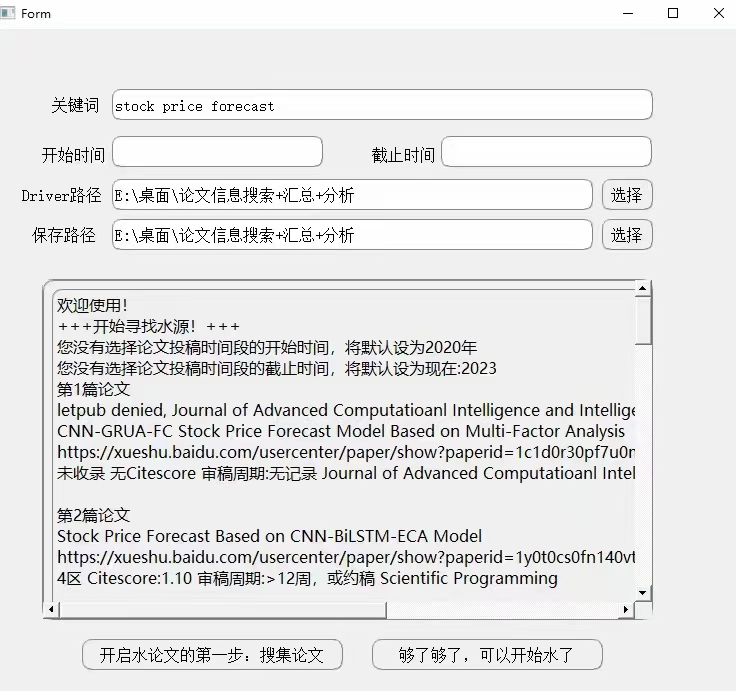 Form
关键词 stock price forecast
开始时间 截止时间
Driver路径 E:\桌面\论文信息搜索+汇总+分析 选择
保存路径 E:\桌面\论文信息搜索+汇总+分析 选择
欢迎使用!
+++开始寻找水源! +++
您没有选择论文投稿时间段的开始时间，将默认设为2020年
您没有选择论文投稿时间段的截止时间，将默认设为现在:2023
第1篇论文
letpub denied, Journal of Advanced Computatioanl Intelligence and Intellige
CNN-GRUA-FC Stock Price Forecast Model Based on Multi-Factor Analysis
https://xueshu.baidu.com/usercenter/paper/show?paperid=1c1d0r30pf7u0m
未收录 无Citescore 审稿周期:无记录 Journal of Advanced Computatioanl Intel
第2篇论文
Stock Price Forecast Based on CNN-BiLSTM-ECA Model
https://xueshu.baidu.com/usercenter/paper/show?paperid=1y0t0cs0fn140vt
4区 Citescore:1.10 审稿周期:>12周，或约稿 Scientific Programming
开启水论文的第一步：搜集论文 够了够了，可以开始水了